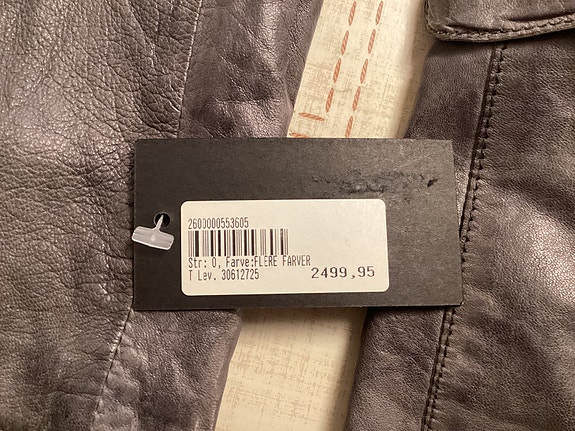 2600000553605
Str: 0, Farve:FLERE FARVER
T Lev. 30612725
2499,95